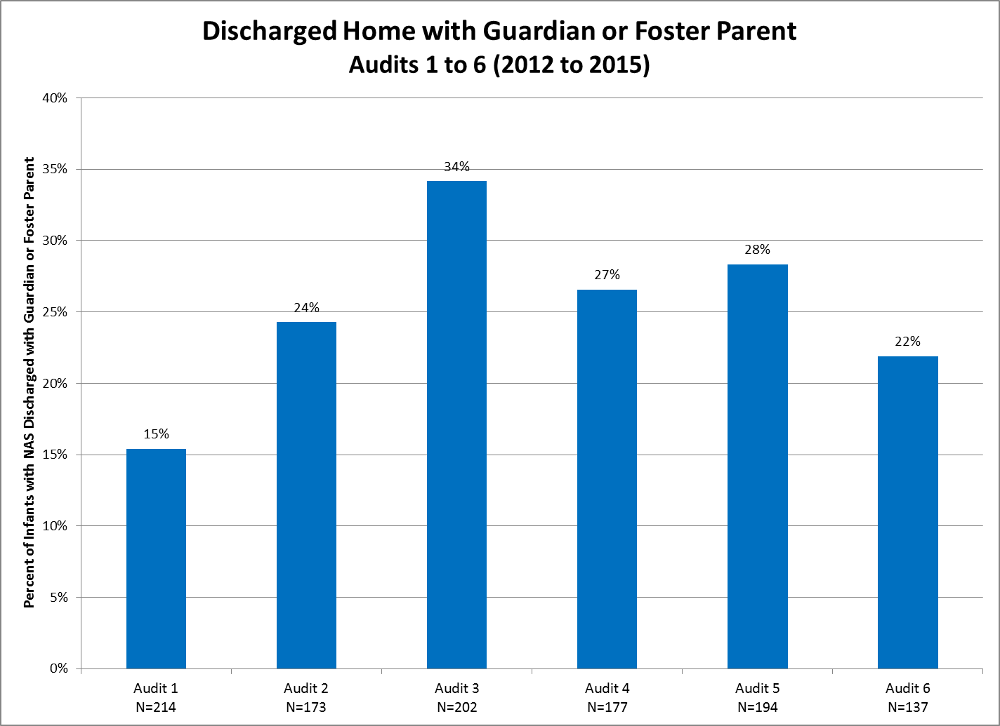 Discharged Home with Guardian or Foster Parent
Audits 1 to 6 (2012 to 2015)
Percent of Infants with NAS Discharged with Guardian or Foster Parent
40%
35%
30%
25%
20%
15%
10%
5%
0%
15%
24%
34%
27%
28%
22%
Audit 1
N=214
Audit 2
N=173
Audit 3
N=202
Audit 4
N=177
Audit 5
N=194
Audit 6
N=137